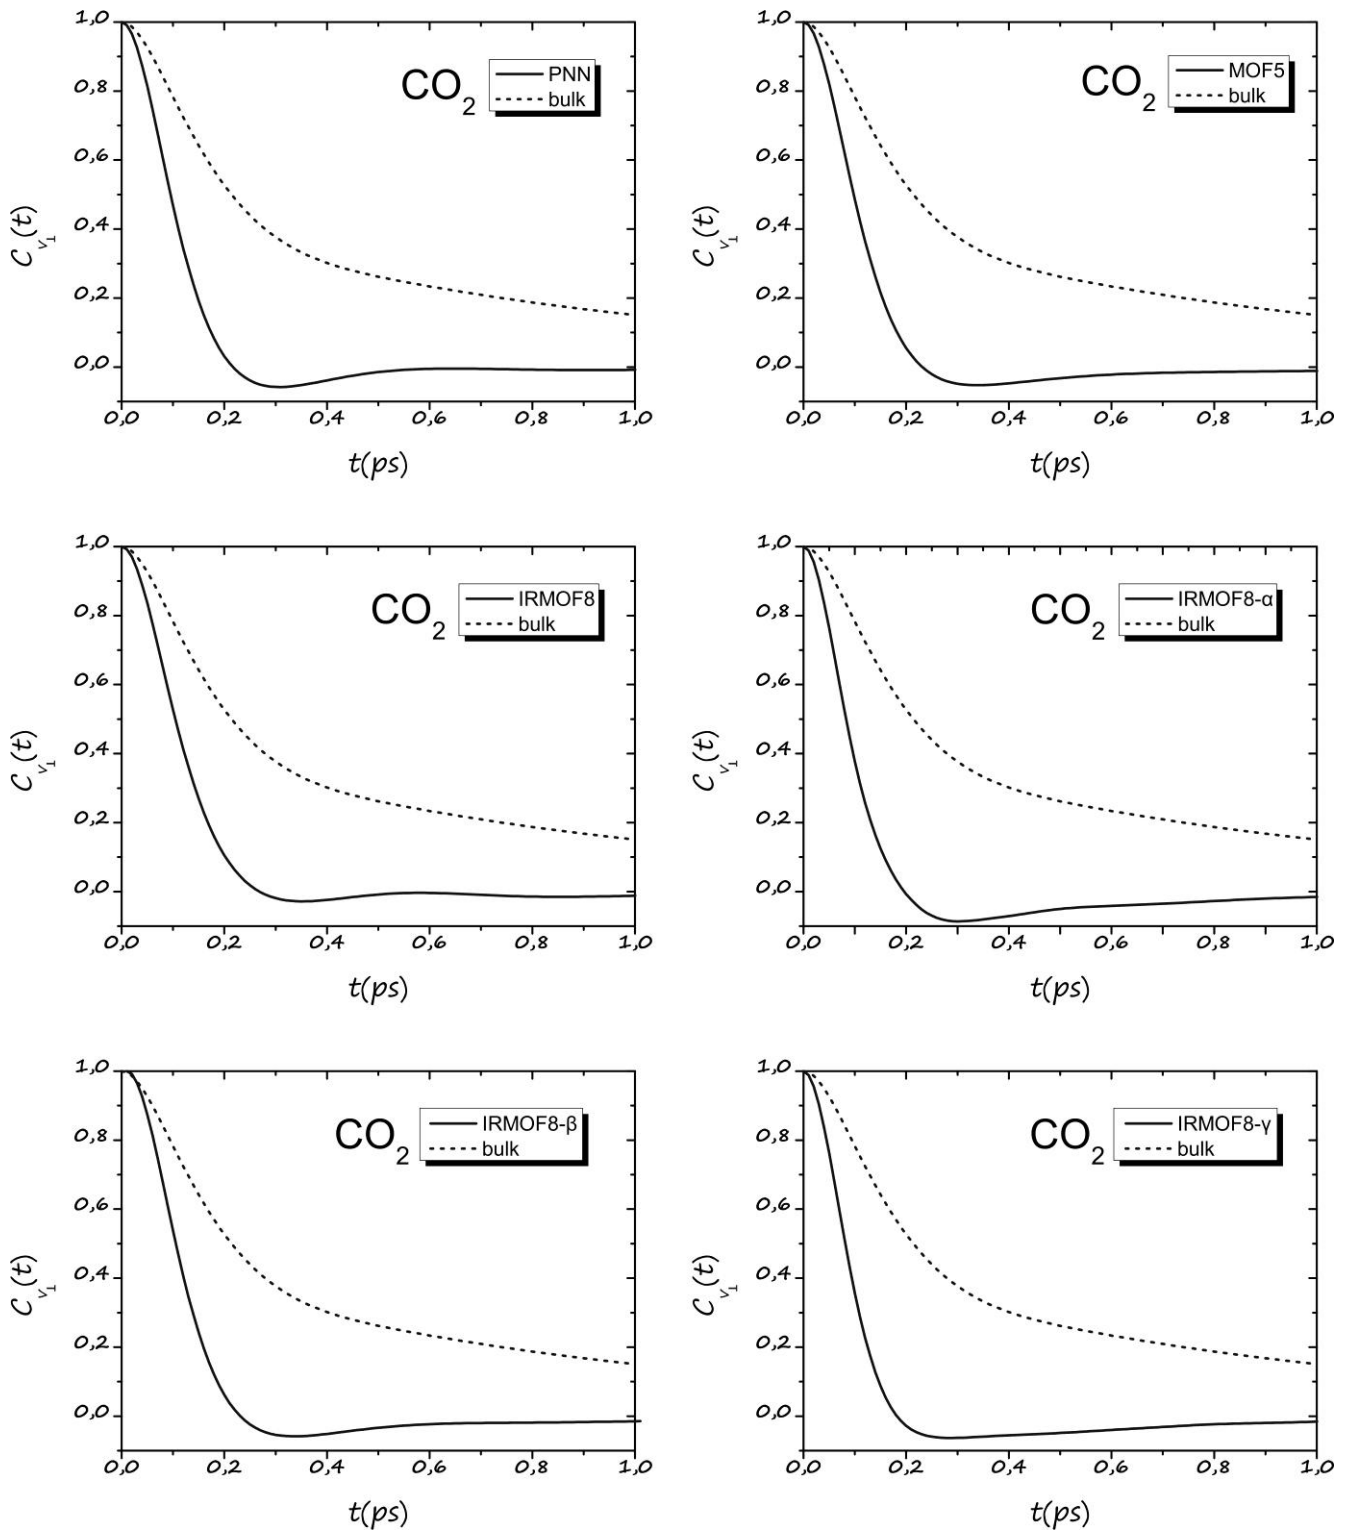 1,0
0,8
0,6
0,4
0,2
0,0
C v⊥ (t)
CO2
PNN
bulk
0,0 0,2 0,4 0,6 0,8 1,0
t(ps)
1,0
0,8
0,6
0,4
0,2
0,0
C v⊥ (t)
CO2
MOF5
bulk
0,0 0,2 0,4 0,6 0,8 1,0
t(ps)
1,0
0,8
0,6
0,4
0,2
0,0
C v⊥ (t)
CO2
IRMOF8
bulk
0,0 0,2 0,4 0,6 0,8 1,0
t(ps)
1,0
0,8
0,6
0,4
0,2
0,0
C v⊥ (t)
CO2
IRMOF8-α
bulk
0,0 0,2 0,4 0,6 0,8 1,0
t(ps)
1,0
0,8
0,6
0,4
0,2
0,0
C v⊥ (t)
CO2
IRMOF8-β
bulk
0,0 0,2 0,4 0,6 0,8 1,0
t(ps)
1,0
0,8
0,6
0,4
0,2
0,0
C v⊥ (t)
CO2
IRMOF8-γ
bulk
0,0 0,2 0,4 0,6 0,8 1,0
t(ps)